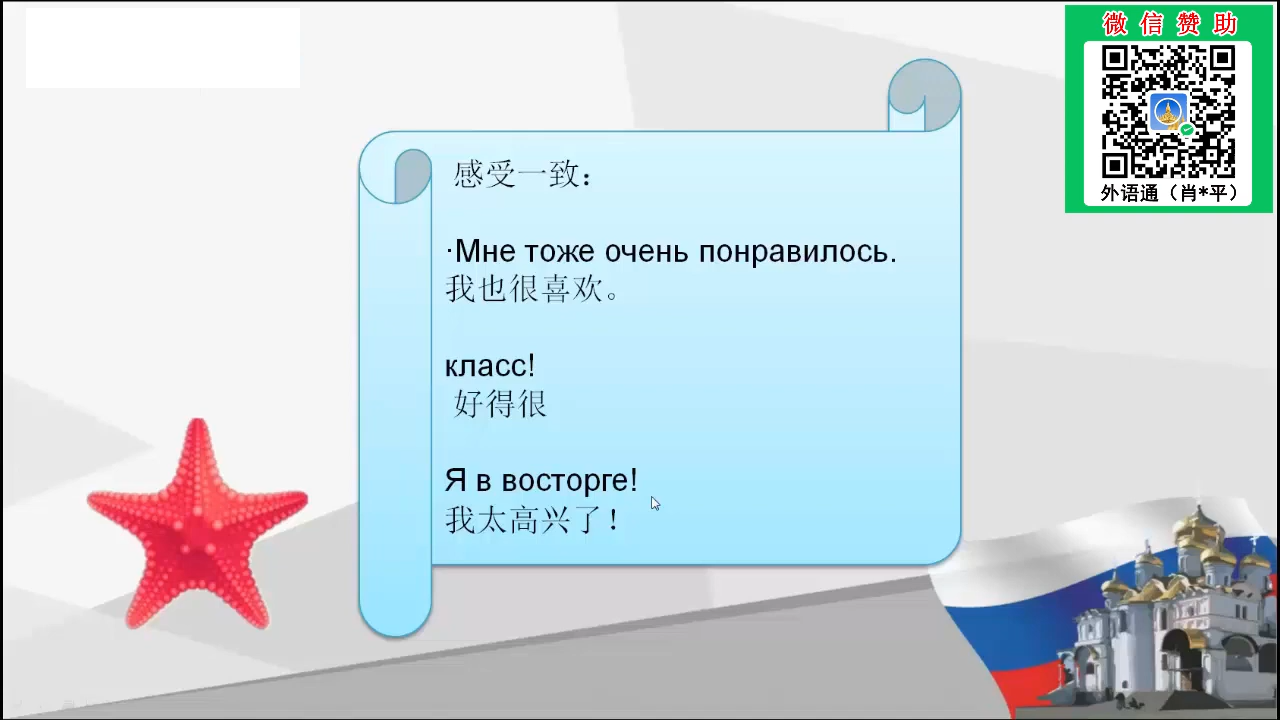 微信赞助
外语通（肖*平）
感受一致：
·Мне тоже очень понравилось.
我也很喜欢。
класс!
好得很
Я в восторге!
我太高兴了！